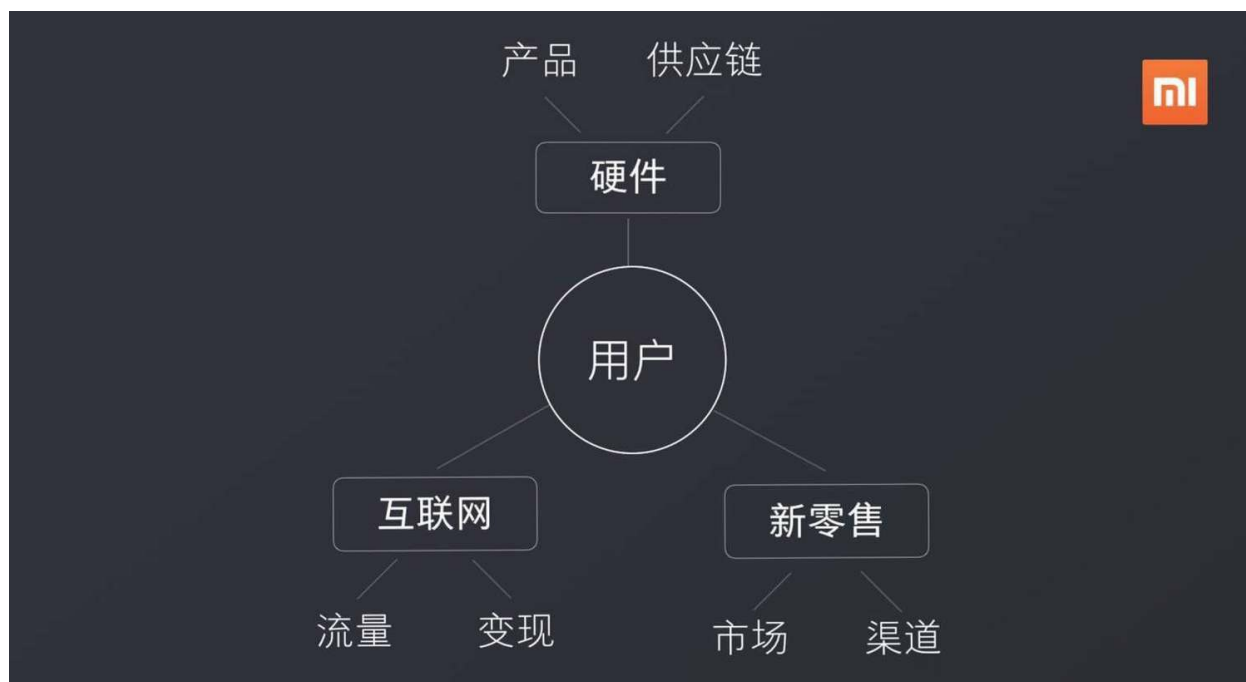 产品 供应链
mi
硬件
用户
互联网 新零售
流量 变现 市场 渠道